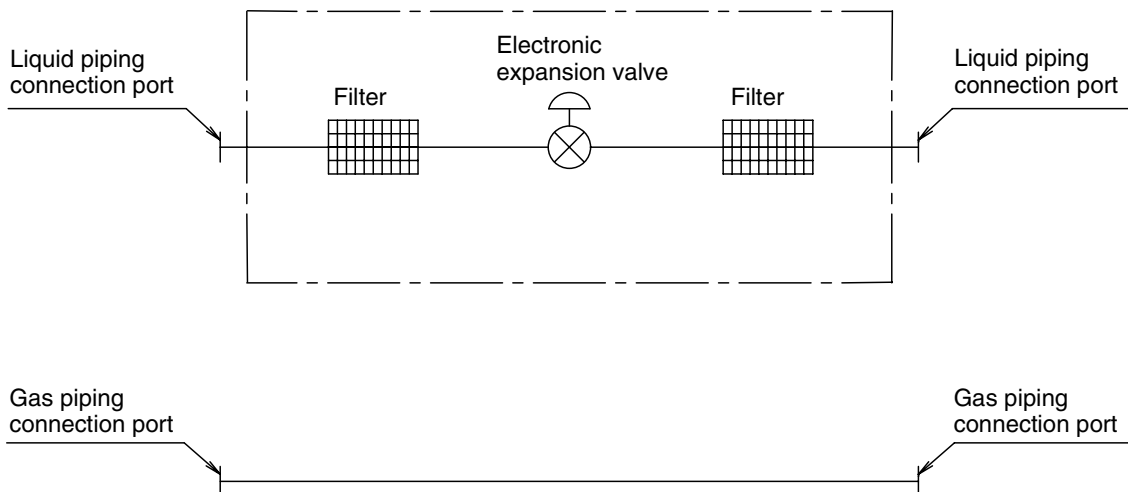 Liquid piping
connection port
Filter
Electronic
expansion valve
Filter
Liquid piping
connection port
Gas piping
connection port
Gas piping
connection port